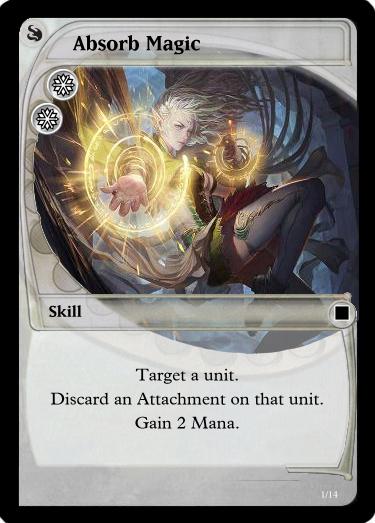 Absorb Magic
Skill
Target a unit.
Discard an Attachment on that unit.
Gain 2 Mana.
1/14